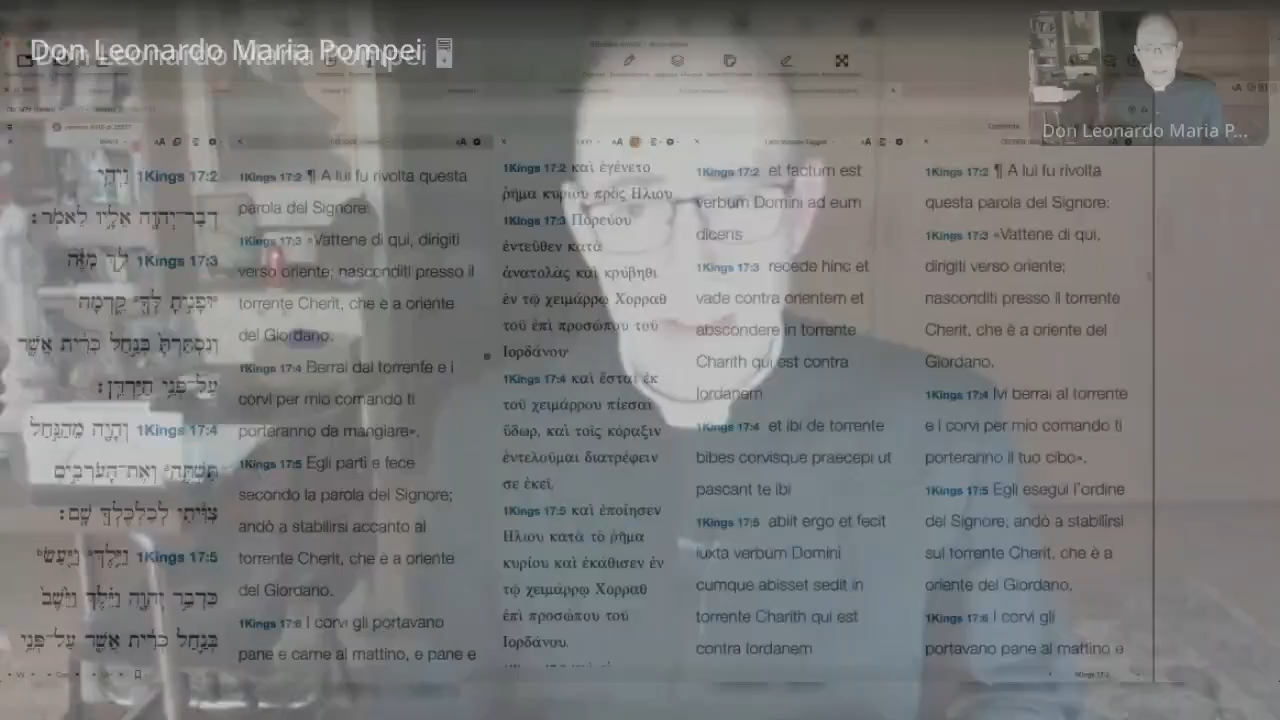 Don Leonardo Maria Pompei
Don Leonardo Maria P...
1Kings 17:2 וַיְהִי
דְבַר־יְהוָה אֵלָיו לֵאמֹר׃
1Kings 17:3 לֵךְ מִזֶּה
וּפָנִיתָ לְּךָ קֵדְמָה
וְנִסְתַּרְתָּ בְּנַחַל כְּרִית אֲשֶׁר
עַל־פְּנֵי הַיַּרְדֵּן׃
1Kings 17:4 וְהָיָה מֵהַנַּחַל
תִּשְׁתֶּה וְאֶת־הָעֹרְבִים
צִוִּיתִי לְכַלְכֶּלְךָ שָׁם׃
1Kings 17:5 וַיֵּלֶךְ וַיַּעַשׂ
כִּדְבַר יְהוָה וַיֵּלֶךְ וַיֵּשֶׁב
בְּנַחַל כְּרִית אֲשֶׁר עַל־פְּנֵי
1Kings 17:2 ¶ A lui fu rivolta questa
parola del Signore:
1Kings 17:3 «Vattene di qui, dirigiti
verso oriente; nasconditi presso il
torrente Cherit, che è a oriente
del Giordano.
1Kings 17:4 Berrai dal torrente e i
corvi per mio comando ti
porteranno da mangiare».
1Kings 17:5 Egli partì e fece
secondo la parola del Signore;
andò a stabilirsi accanto al
torrente Cherit, che è a oriente
del Giordano.
1Kings 17:6 I corvi gli portavano
pane e carne al mattino, e pane e
1Kings 17:2 καὶ ἐγένετο
ῥῆμα κυρίου πρὸς Ηλιου
1Kings 17:3 Πορεύου
ἐντεῦθεν κατὰ
ἀνατολὰς καὶ κρύβηθι
ἐν τῷ χειμάρρῳ Χορραθ
τοῦ ἐπὶ προσώπου τοῦ
Ιορδάνου·
1Kings 17:4 καὶ ἔσται ἐκ
τοῦ χειμάρρου πίεσαι
ὕδωρ, καὶ τοῖς κόραξιν
ἐντελοῦμαι διατρέφειν
σε ἐκεῖ.
1Kings 17:5 καὶ ἐποίησεν
Ηλιου κατὰ τὸ ῥῆμα
κυρίου καὶ ἐκάθισεν ἐν
τῷ χειμάρρῳ Χορραθ
ἐπὶ προσώπου τοῦ
Ιορδάνου.
1Kings 17:2 et factum est
verbum Domini ad eum
dicens
1Kings 17:3 recede hinc et
vade contra orientem et
abscondere in torrente
Charith qui est contra
Iordanem
1Kings 17:4 et ibi de torrente
bibes corvisque praecepi ut
pascant te ibi
1Kings 17:5 abiit ergo et fecit
iuxta verbum Domini
cumque abisset sedit in
torrente Charith qui est
contra Iordanem
1Kings 17:2 ¶ A lui fu rivolta
questa parola del Signore:
1Kings 17:3 «Vattene di qui,
dirigiti verso oriente;
nasconditi presso il torrente
Cherit, che è a oriente del
Giordano.
1Kings 17:4 Ivi berrai al torrente
e i corvi per mio comando ti
porteranno il tuo cibo».
1Kings 17:5 Egli eseguì l'ordine
del Signore; andò a stabilirsi
sul torrente Cherit, che è a
oriente del Giordano.
1Kings 17:6 I corvi gli
portavano pane al mattino e
1Kings 17:2